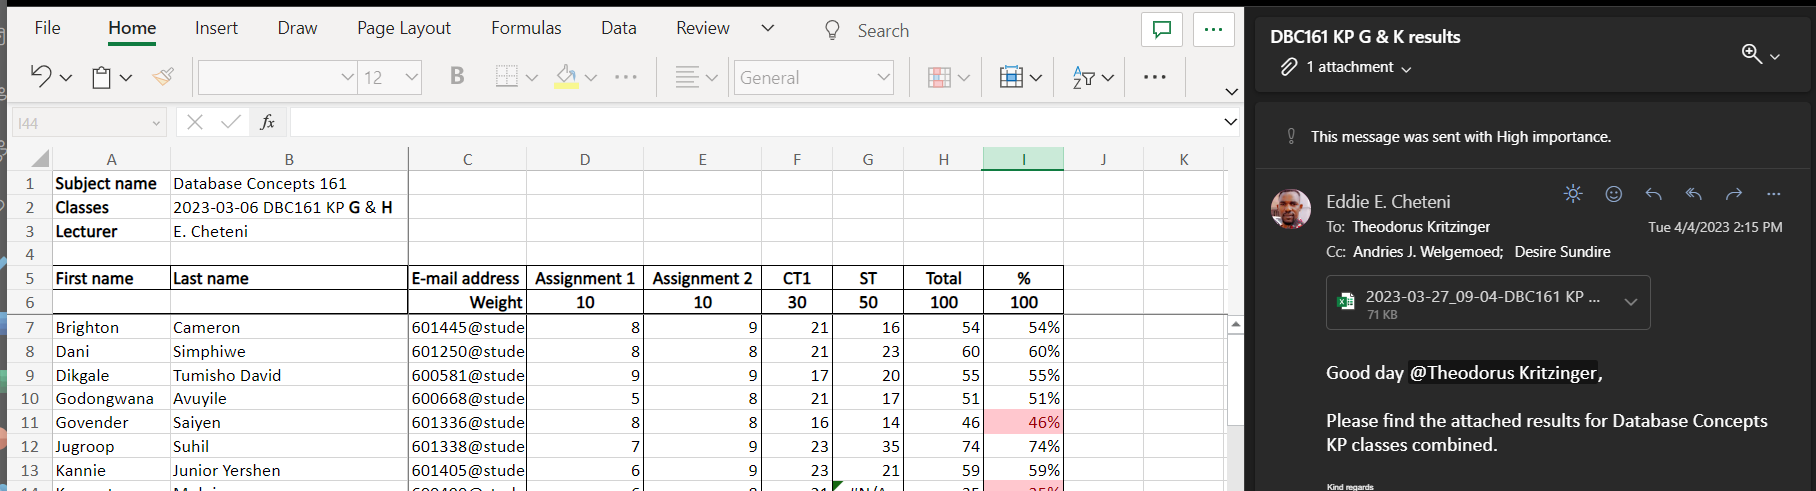 File Home Insert Draw Page Layout Formulas Data Review Search
12 B General
I44 fx
A B C D E F G H I J K
1 Subject name Database Concepts 161
2 Classes 2023-03-06 DBC161 KP G & H
3 Lecturer E. Cheteni
4
5 First name Last name E-mail address Assignment 1 Assignment 2 CT1 ST Total %
6 Weight 10 10 30 50 100 100
7 Brighton Cameron 601445@stude 8 9 21 16 54 54%
8 Dani Simphiwe 601250@stude 8 8 21 23 60 60%
9 Dikgale Tumisho David 600581@stude 9 9 17 20 55 55%
10 Godongwana Avuyile 600668@stude 5 8 21 17 51 51%
11 Govender Saiyen 601336@stude 8 8 16 14 46 46%
12 Jugroop Suhil 601338@stude 7 9 23 35 74 74%
13 Kannie Junior Yershen 601405@stude 6 9 23 21 59 59%
DBC161 KP G & K results
1 attachment
This message was sent with High importance.
Eddie E. Cheteni
To: Theodorus Kritzinger
Tue 4/4/2023 2:15 PM
Cc: Andries J. Welgemoed; Desire Sundire
2023-03-27_09-04-DBC161 KP ...
71 KB
Good day @Theodorus Kritzinger,
Please find the attached results for Database Concepts
KP classes combined.
Kind regards